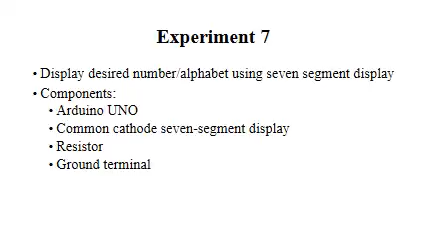 Experiment 7
• Display desired number/alphabet using seven segment display
• Components:
• Arduino UNO
• Common cathode seven-segment display
• Resistor
• Ground terminal